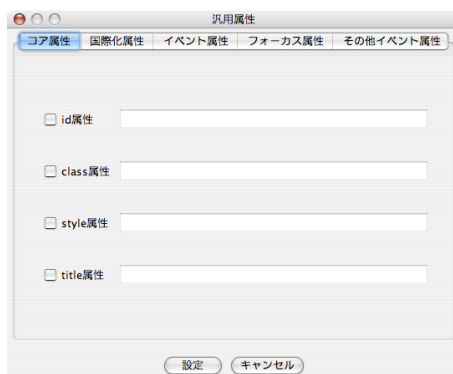 汎用属性
コア属性 国際化属性 イベント属性 フォーカス属性 その他イベント属性
id属性
class属性
style属性
title属性
設定 キャンセル